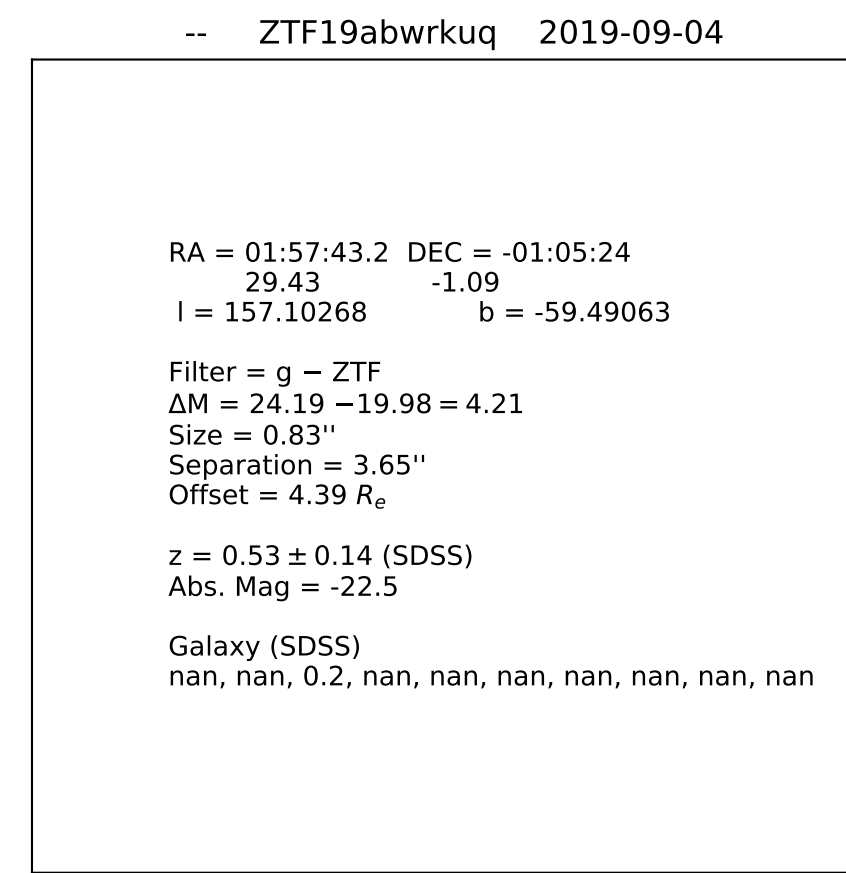 -- ZTF19abwrkuq 2019-09-04
RA = 01:57:43.2 DEC = -01:05:24
29.43 -1.09
l = 157.10268 b = -59.49063
Filter = g − ZTF
ΔM = 24.19 −19.98 = 4.21
Size = 0.83''
Separation = 3.65''
Offset = 4.39 Rₑ
z = 0.53 ± 0.14 (SDSS)
Abs. Mag = -22.5
Galaxy (SDSS)
nan, nan, 0.2, nan, nan, nan, nan, nan, nan, nan